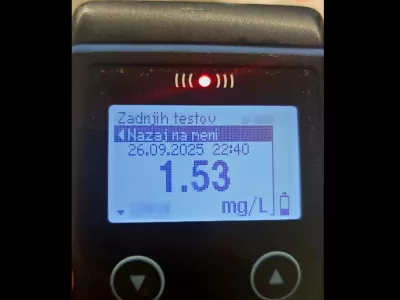 Zadnjih testov
Nazaj na meni
26.09.2025 22:40
1.53
mg/L